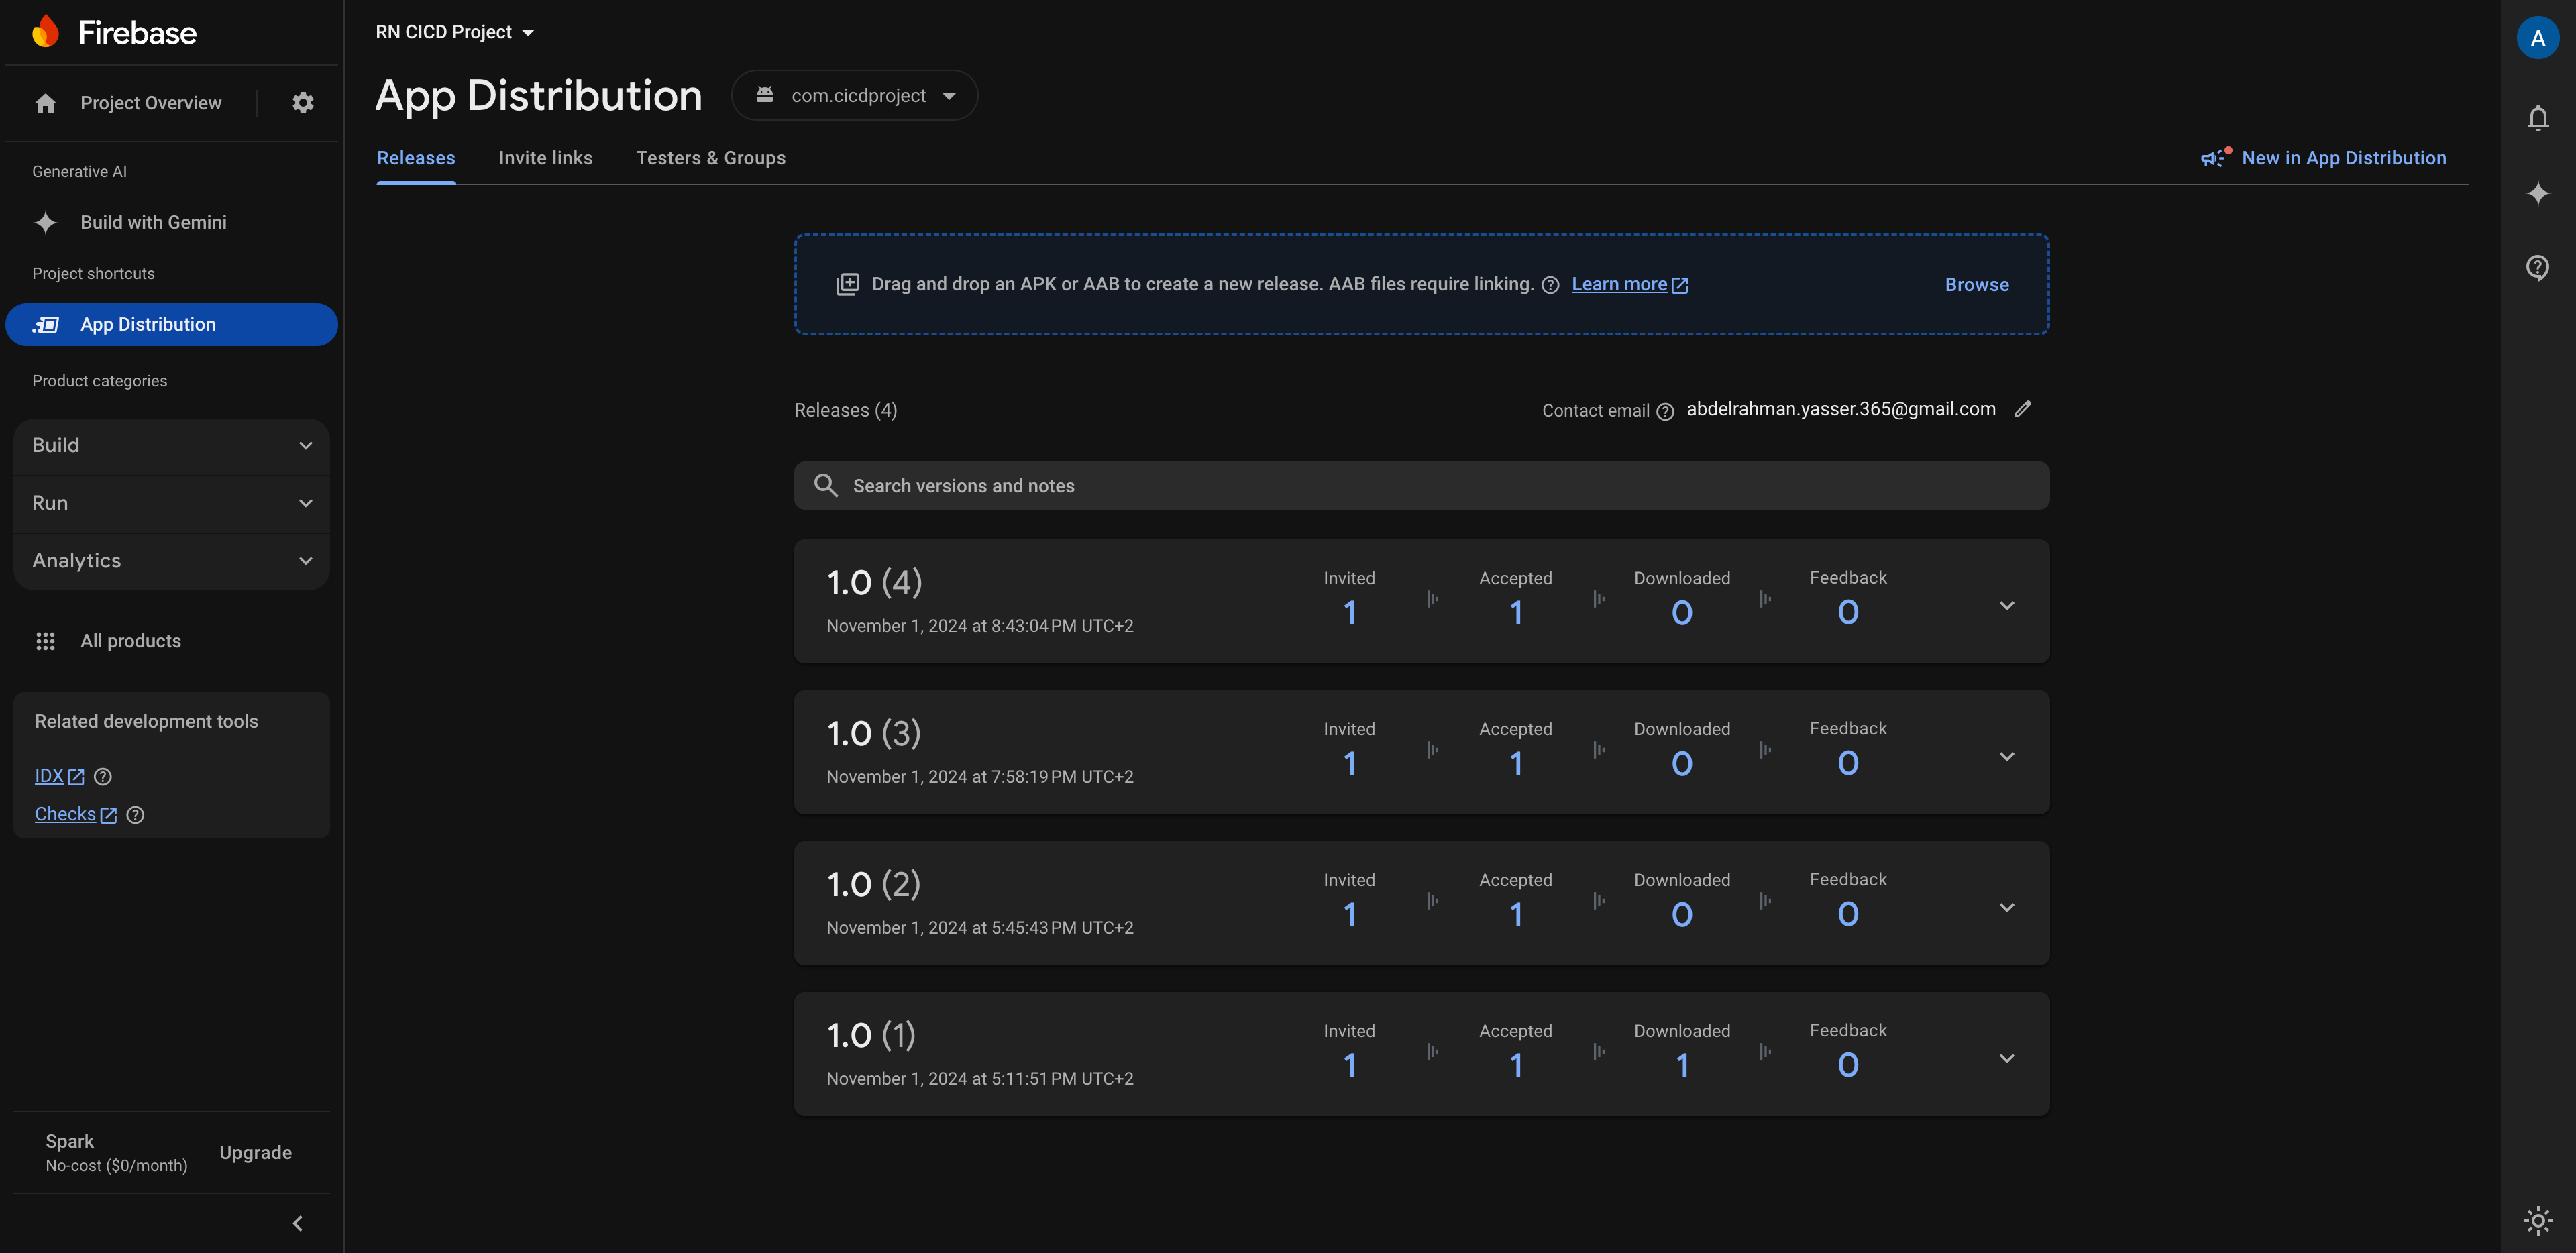 Firebase
Project Overview
Generative AI
Build with Gemini
Project shortcuts
App Distribution
Product categories
Build
Run
Analytics
All products
Related development tools
IDX
Checks
Spark
No-cost ($0/month)
Upgrade
RN CICD Project
App Distribution
com.cicdproject
Releases Invite links Testers & Groups
New in App Distribution
A
Drag and drop an APK or AAB to create a new release. AAB files require linking. Learn more
Browse
Releases (4)
Contact email abdelrahman.yasser.365@gmail.com
Search versions and notes
1.0 (4)
November 1, 2024 at 8:43:04 PM UTC+2
Invited Accepted Downloaded Feedback
1 1 0 0
1.0 (3)
November 1, 2024 at 7:58:19 PM UTC+2
Invited Accepted Downloaded Feedback
1 1 0 0
1.0 (2)
November 1, 2024 at 5:45:43 PM UTC+2
Invited Accepted Downloaded Feedback
1 1 0 0
1.0 (1)
November 1, 2024 at 5:11:51 PM UTC+2
Invited Accepted Downloaded Feedback
1 1 1 0